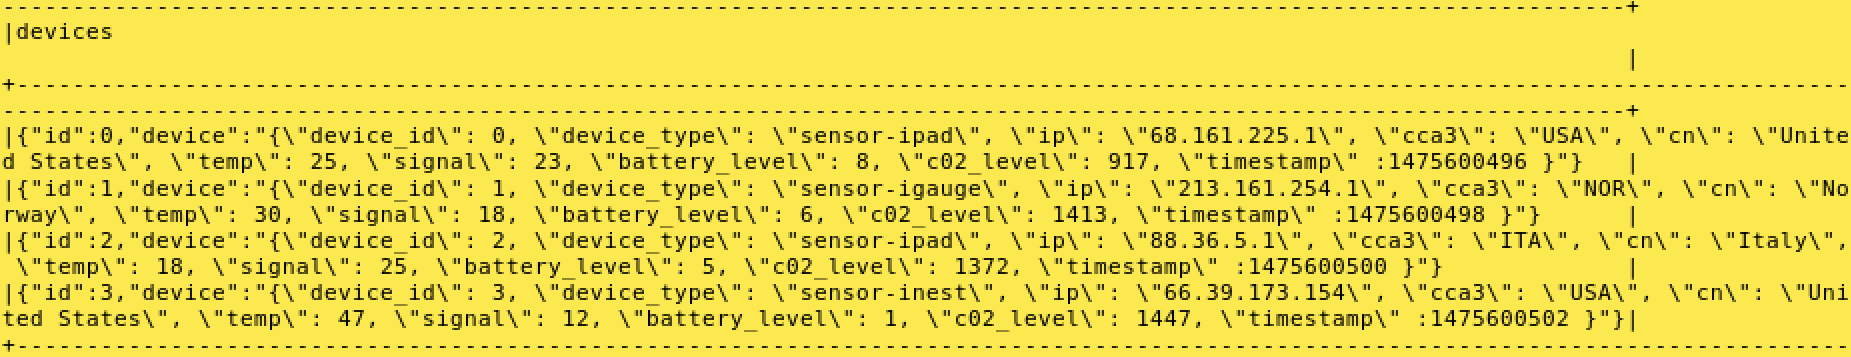 --------------------------------------------------------------------------------------------------------------------+
|devices
|
+-----------------------------------------------------------------------------------------------------------------------------------
--------------------------------------------------------------------------------------------------------------------+
|{"id":0,"device":"{\"device_id\": 0, \"device_type\": \"sensor-ipad\", \"ip\": \"68.161.225.1\", \"cca3\": \"USA\", \"cn\": \"Unite
d States\", \"temp\": 25, \"signal\": 23, \"battery_level\": 8, \"c02_level\": 917, \"timestamp\" :1475600496 }"}   |
|{"id":1,"device":"{\"device_id\": 1, \"device_type\": \"sensor-igauge\", \"ip\": \"213.161.254.1\", \"cca3\": \"NOR\", \"cn\": \"No
rway\", \"temp\": 30, \"signal\": 18, \"battery_level\": 6, \"c02_level\": 1413, \"timestamp\" :1475600498 }"}      |
|{"id":2,"device":"{\"device_id\": 2, \"device_type\": \"sensor-ipad\", \"ip\": \"88.36.5.1\", \"cca3\": \"ITA\", \"cn\": \"Italy\",
 \"temp\": 18, \"signal\": 25, \"battery_level\": 5, \"c02_level\": 1372, \"timestamp\" :1475600500 }"}             |
|{"id":3,"device":"{\"device_id\": 3, \"device_type\": \"sensor-inest\", \"ip\": \"66.39.173.154\", \"cca3\": \"USA\", \"cn\": \"Uni
ted States\", \"temp\": 47, \"signal\": 12, \"battery_level\": 1, \"c02_level\": 1447, \"timestamp\" :1475600502 }"}|
+-----------------------------------------------------------------------------------------------------------------------------------